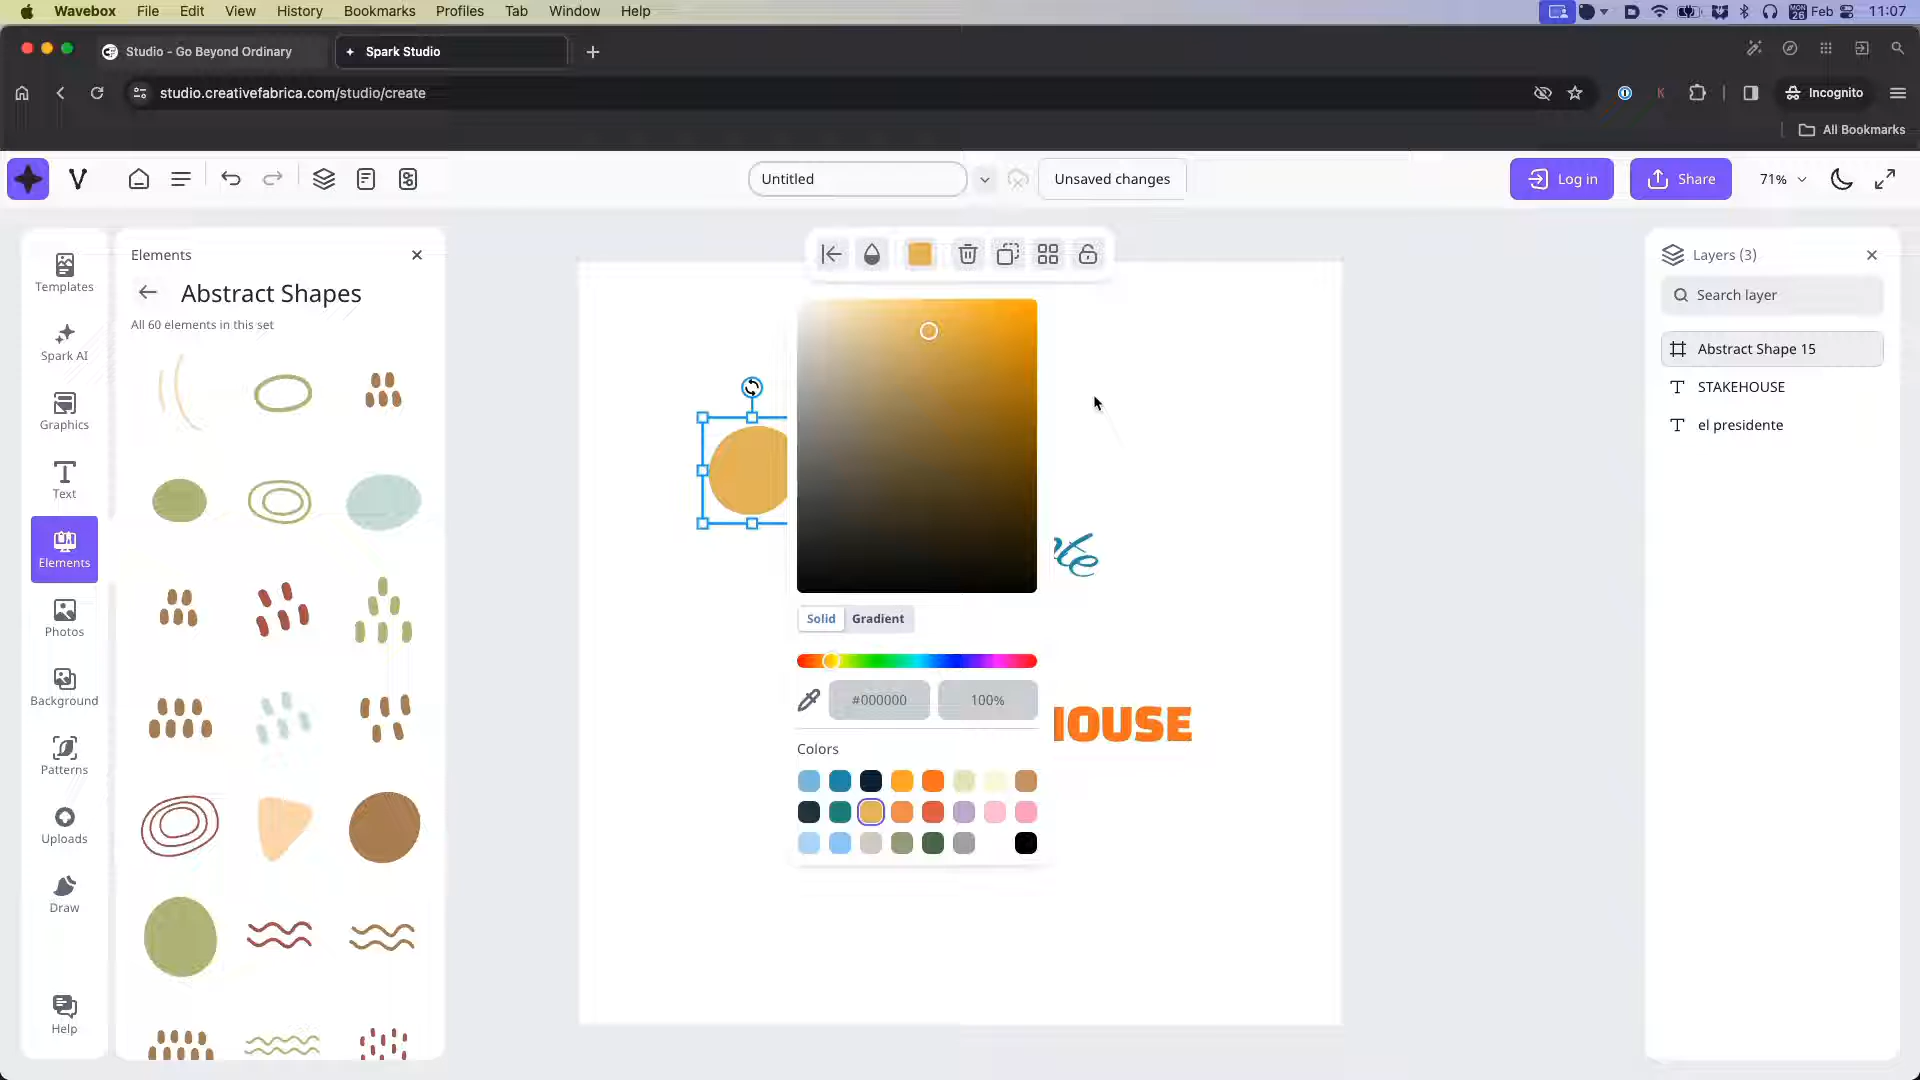 Wavebox File Edit View History Bookmarks Profiles Tab Window Help
MON 26 Feb 11:07
Studio - Go Beyond Ordinary
Spark Studio
studio.creativefabrica.com/studio/create
Incognito
All Bookmarks
Untitled
Unsaved changes
Log in
Share
71%
Templates
Spark AI
Graphics
Text
Elements
Photos
Background
Patterns
Uploads
Draw
Help
Elements
Abstract Shapes
All 60 elements in this set
Solid Gradient
#000000 100%
Colors
HOUSE
Layers (3)
Search layer
Abstract Shape 15
STAKEHOUSE
el presidente